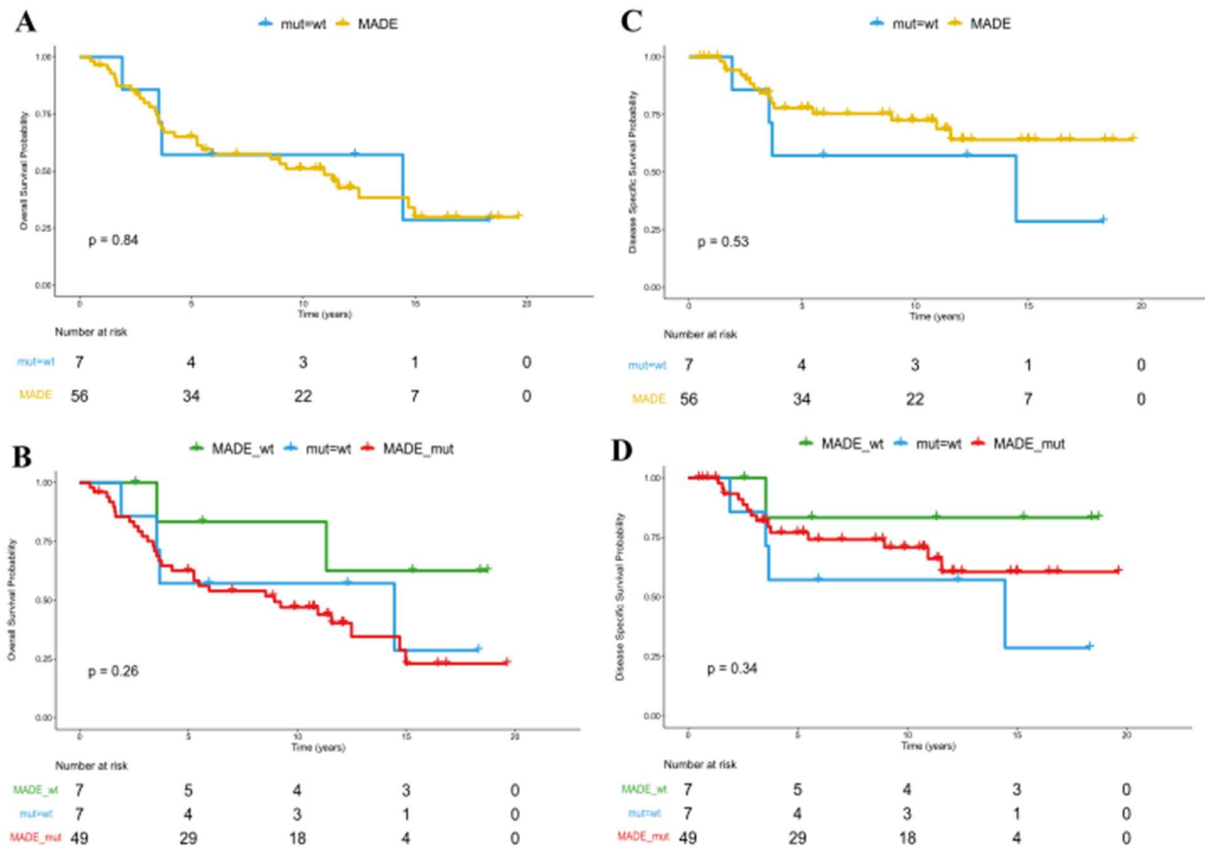 A
mut=wt MADE
Overall Survival Probability
1.00
0.75
0.50
0.25
0.00
p = 0.84
0 5 10 15 20
Time (years)
Number at risk
mut=wt 7 4 3 1 0
MADE 56 34 22 7 0
C
mut=wt MADE
Disease Specific Survival Probability
1.00
0.75
0.50
0.25
0.00
p = 0.53
0 5 10 15 20
Time (years)
Number at risk
mut=wt 7 4 3 1 0
MADE 56 34 22 7 0
B
MADE_wt mut=wt MADE_mut
Overall Survival Probability
1.00
0.75
0.50
0.25
0.00
p = 0.26
0 5 10 15 20
Time (years)
Number at risk
MADE_wt 7 5 4 3 0
mut=wt 7 4 3 1 0
MADE_mut 49 29 18 4 0
D
MADE_wt mut=wt MADE_mut
Disease Specific Survival Probability
1.00
0.75
0.50
0.25
0.00
p = 0.34
0 5 10 15 20
Time (years)
Number at risk
MADE_wt 7 5 4 3 0
mut=wt 7 4 3 1 0
MADE_mut 49 29 18 4 0